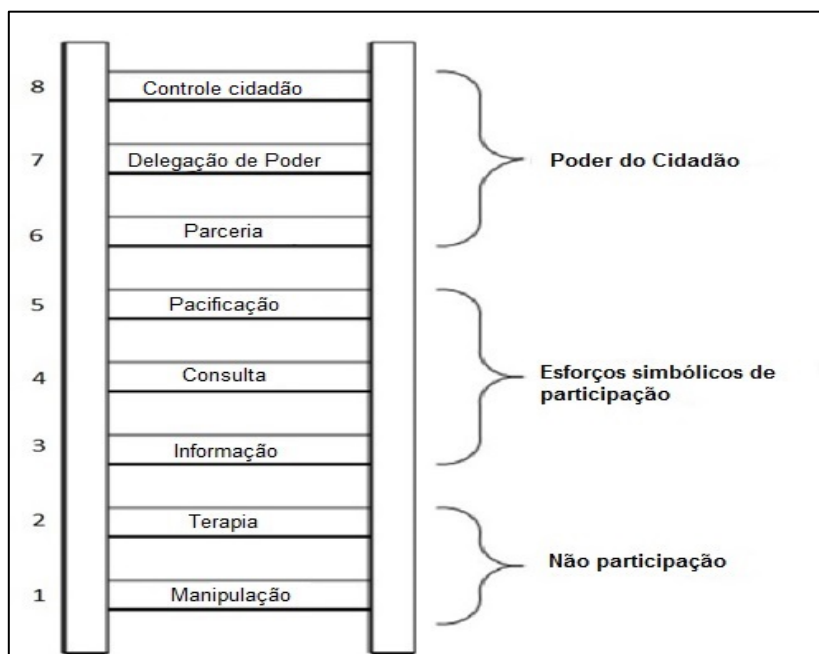 8 Controle cidadão
7 Delegação de Poder
Poder do Cidadão
6 Parceria
5 Pacificação
4 Consulta
Esforços simbólicos de
participação
3 Informação
2 Terapia
Não participação
1 Manipulação